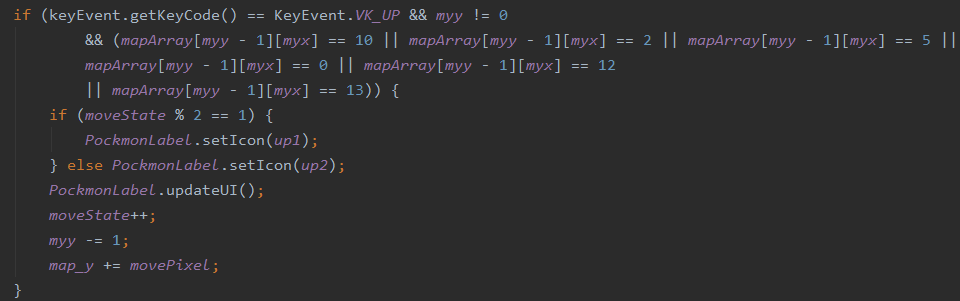 if (keyEvent.getKeyCode() == KeyEvent.VK_UP && myy != 0
&& (mapArray[myy - 1][myx] == 10 || mapArray[myy - 1][myx] == 2 || mapArray[myy - 1][myx] == 5 ||
mapArray[myy - 1][myx] == 0 || mapArray[myy - 1][myx] == 12
|| mapArray[myy - 1][myx] == 13)) {
if (moveState % 2 == 1) {
PockmonLabel.setIcon(up1);
} else PockmonLabel.setIcon(up2);
PockmonLabel.updateUI();
moveState++;
myy -= 1;
map_y += movePixel;
}